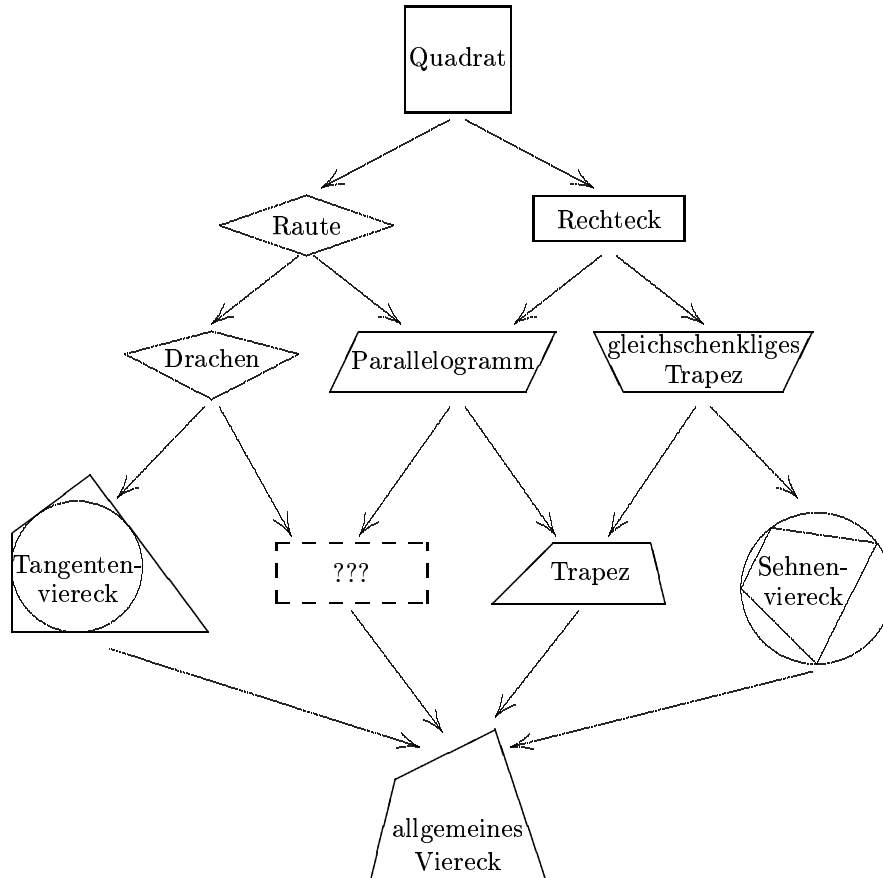 Quadrat
Raute
Rechteck
Drachen
Parallelogramm
gleichschenkliges
Trapez
Tangenten-
viereck
???
Trapez
Sehnen-
viereck
allgemeines
Viereck